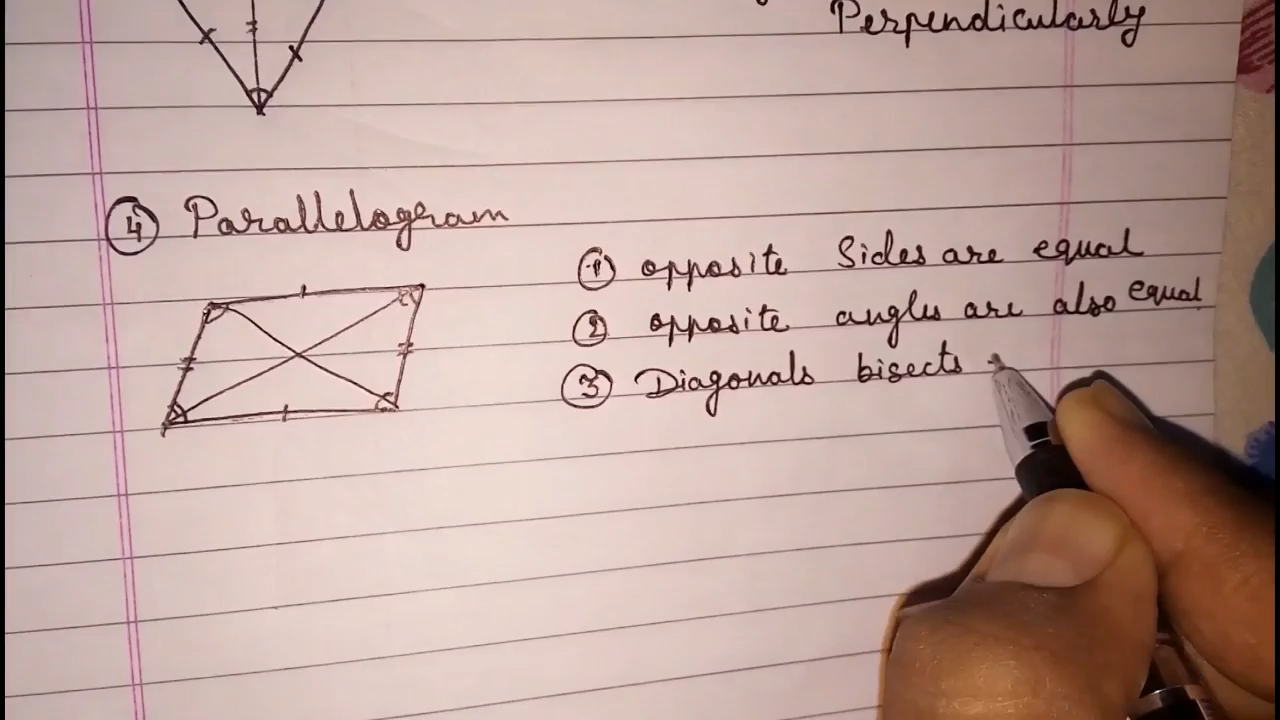 Perpendicularly
4 Parallelogram
1 opposite Sides are equal
2 opposite angles are also equal
3 Diagonals bisects